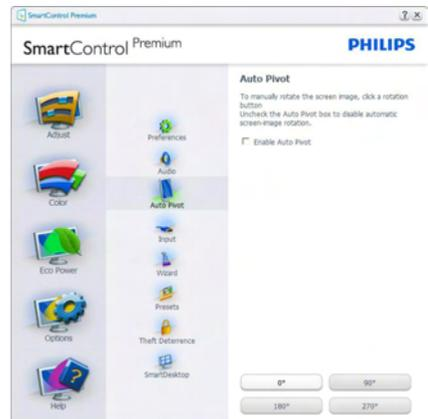 SmartControl Premium
SmartControl Premium
PHILIPS
Adjust
Color
Eco Power
Options
Help
Preferences
Audio
Auto Pivot
Input
Wizard
Presets
Theft Deterrence
SmartDesktop
Auto Pivot
To manually rotate the screen image, click a rotation
button
Uncheck the Auto Pivot box to disable automatic
screen-image rotation.
Enable Auto Pivot
0°
90°
180°
270°